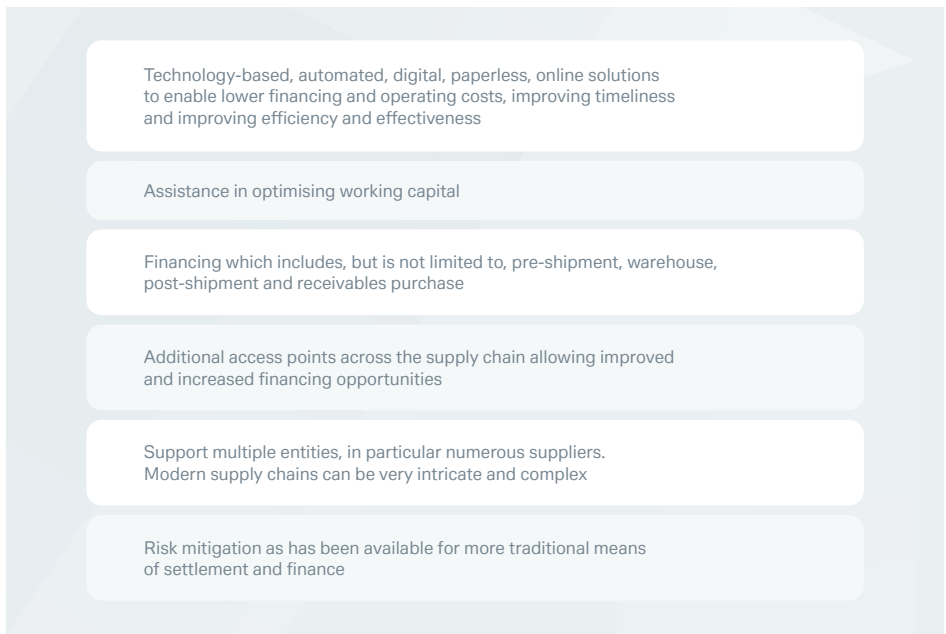 Technology-based, automated, digital, paperless, online solutions
to enable lower financing and operating costs, improving timeliness
and improving efficiency and effectiveness
Assistance in optimising working capital
Financing which includes, but is not limited to, pre-shipment, warehouse,
post-shipment and receivables purchase
Additional access points across the supply chain allowing improved
and increased financing opportunities
Support multiple entities, in particular numerous suppliers.
Modern supply chains can be very intricate and complex
Risk mitigation as has been available for more traditional means
of settlement and finance